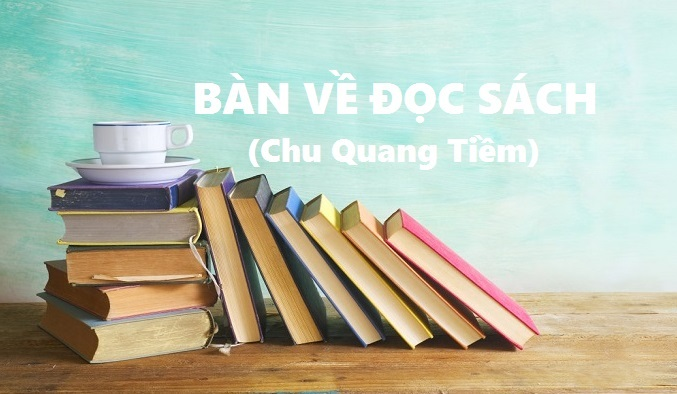 BÀN VỀ ĐỌC SÁCH
(Chu Quang Tiềm)